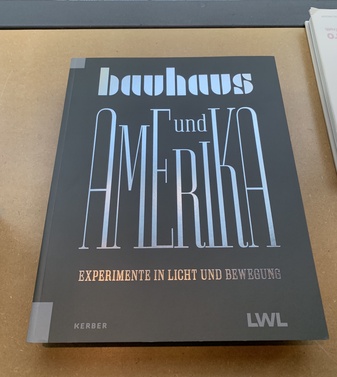 bauhaus
und
AMERIKA
EXPERIMENTE IN LICHT UND BEWEGUNG
KERBER
LWL